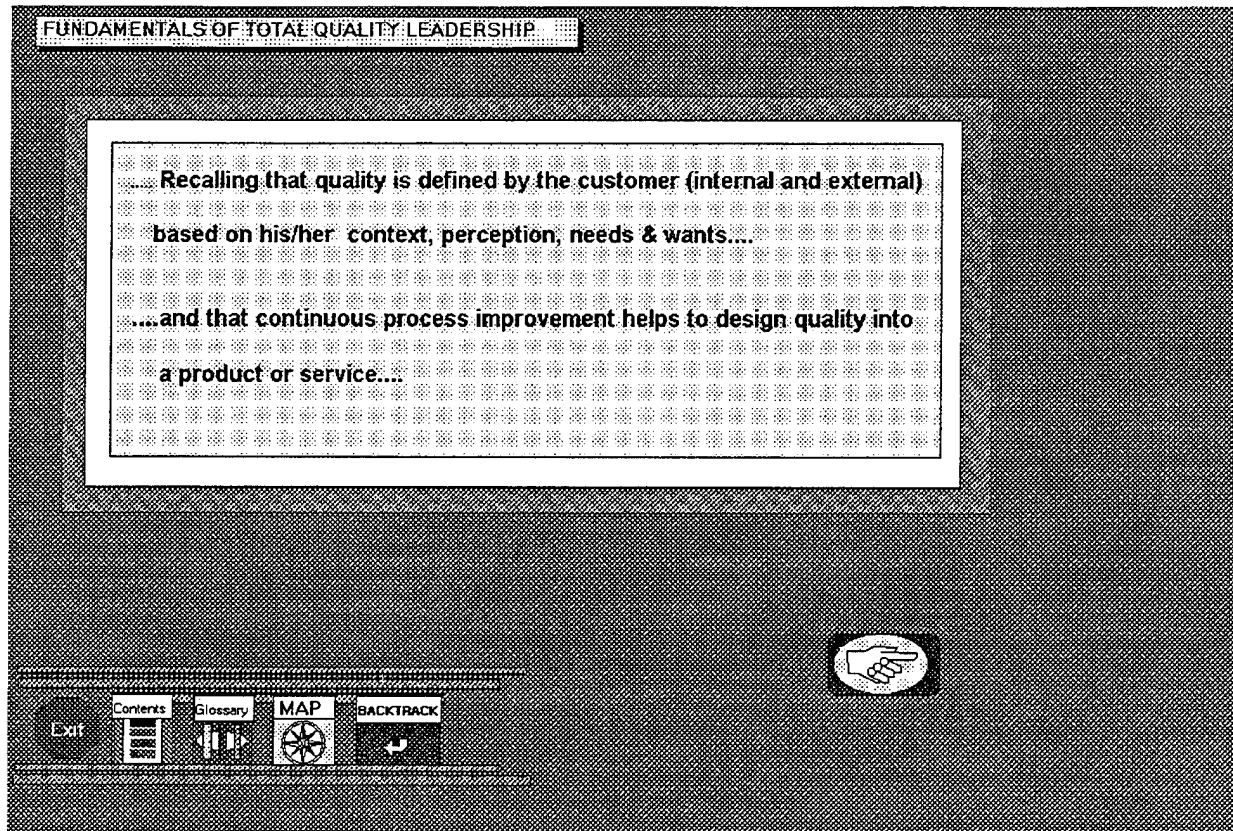 FUNDAMENTALS OF TOTAL QUALITY LEADERSHIP
.... Recalling that quality is defined by the customer (internal and external)
based on his/her context, perception, needs & wants....
....and that continuous process improvement helps to design quality into
a product or service....
Exit
Contents
Glossary
MAP
BACKTRACK